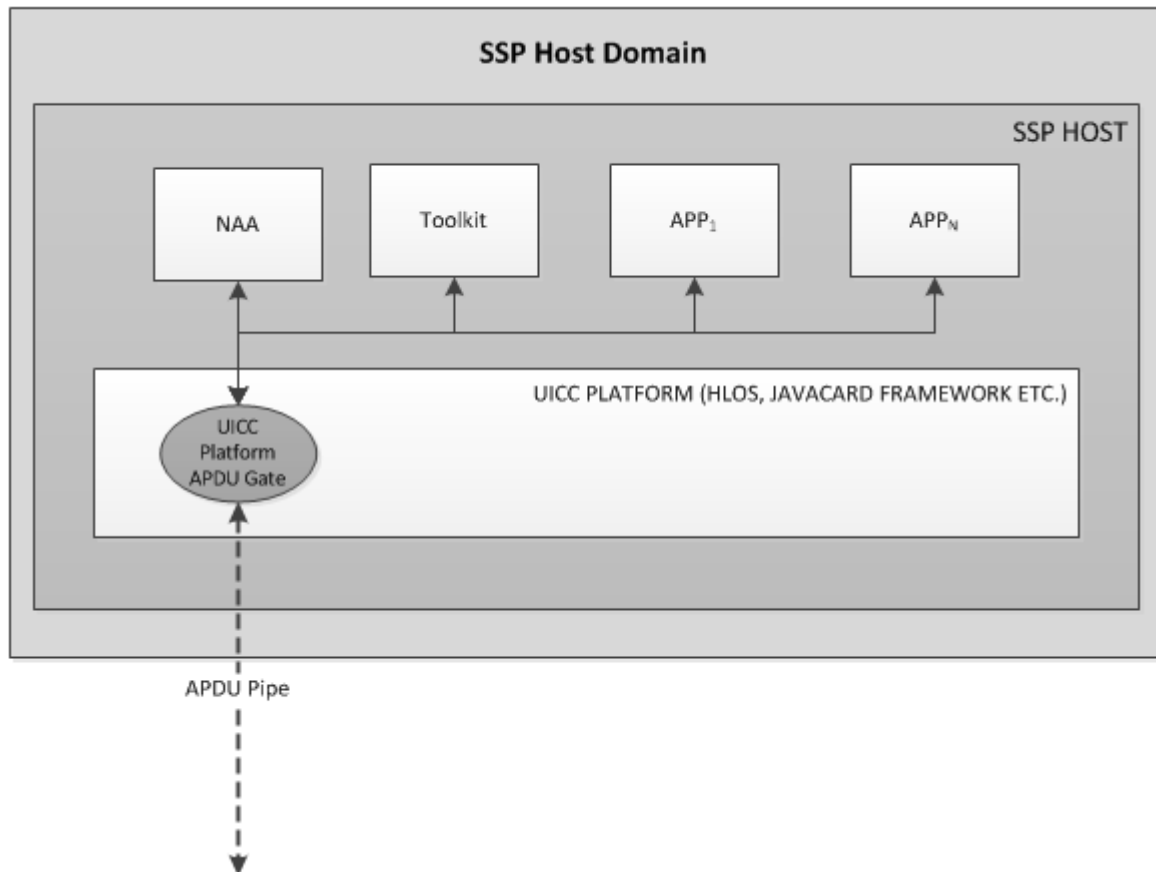 SSP Host Domain
SSP HOST
NAA
Toolkit
APP₁
APPₙ
UICC PLATFORM (HLOS, JAVACARD FRAMEWORK ETC.)
UICC
Platform
APDU Gate
APDU Pipe